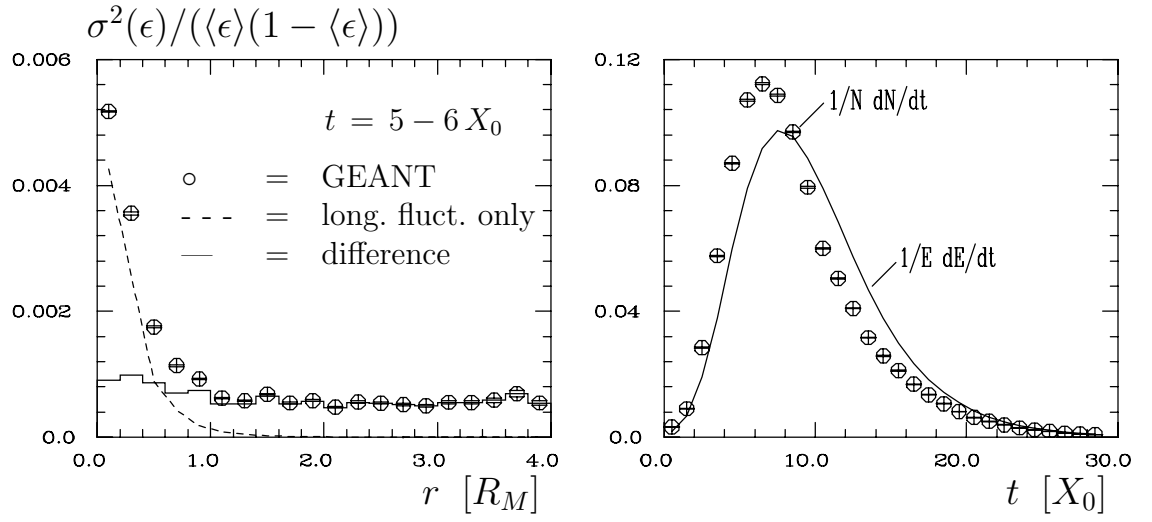 σ²(ϵ)/(⟨ϵ⟩(1 − ⟨ϵ⟩))
0.006
0.004
0.002
0.0
t = 5 − 6 X₀
= GEANT
= long. fluct. only
= difference
0.0 1.0 2.0 3.0 4.0
r [R_M]
0.12
0.08
0.04
0.0
1/N dN/dt
1/E dE/dt
0.0 10.0 20.0 30.0
t [X₀]